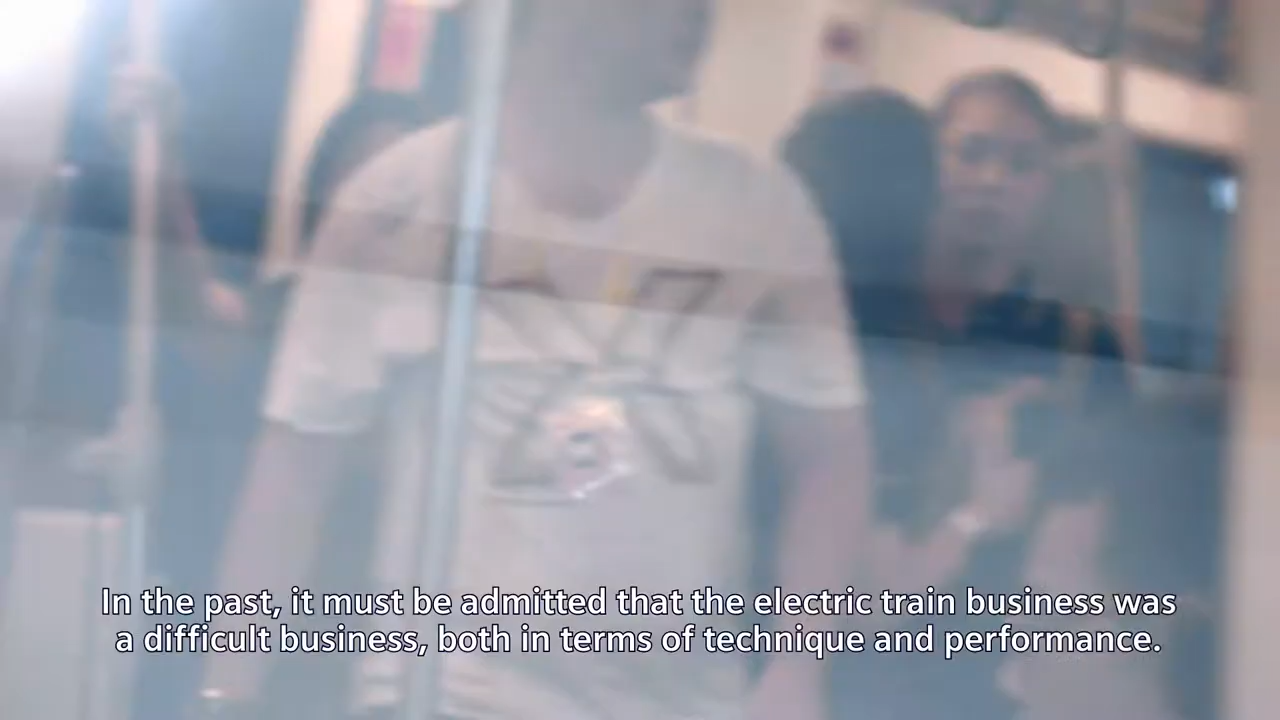 In the past, it must be admitted that the electric train business was
a difficult business, both in terms of technique and performance.